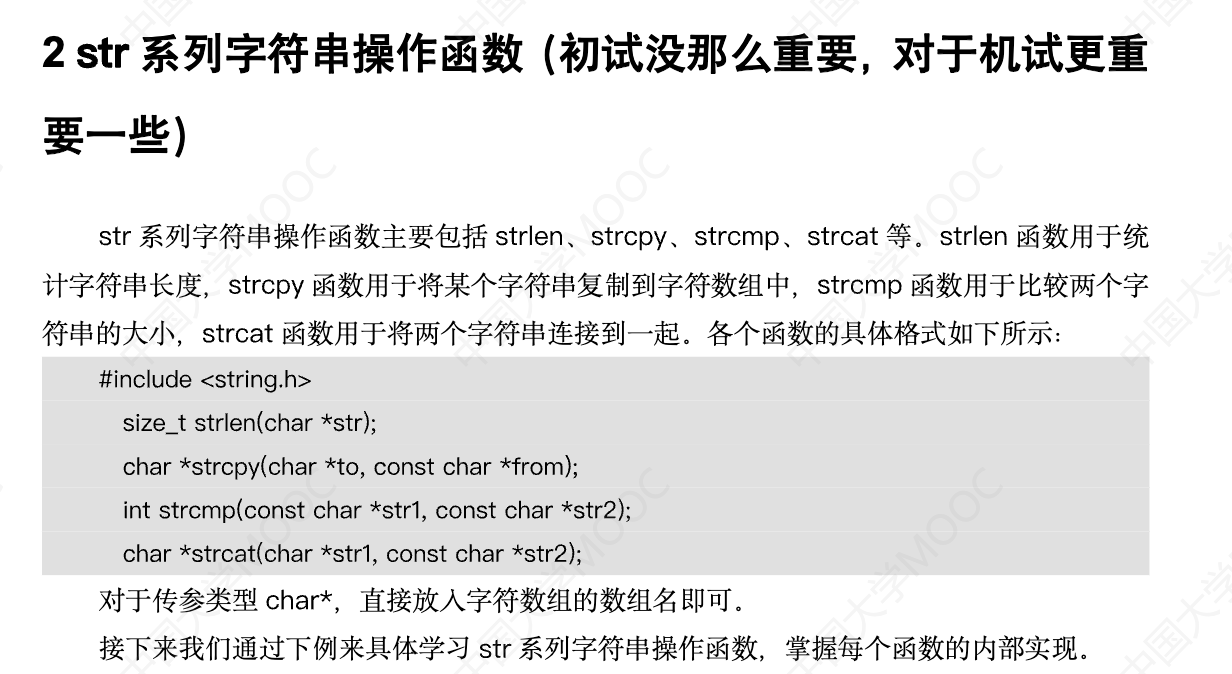 2 str 系列字符串操作函数（初试没那么重要，对于机试更重
要一些）
str 系列字符串操作函数主要包括 strlen、strcpy、strcmp、strcat 等。strlen 函数用于统
计字符串长度，strcpy 函数用于将某个字符串复制到字符数组中，strcmp 函数用于比较两个字
符串的大小，strcat 函数用于将两个字符串连接到一起。各个函数的具体格式如下所示：
#include <string.h>
size_t strlen(char *str);
char *strcpy(char *to, const char *from);
int strcmp(const char *str1, const char *str2);
char *strcat(char *str1, const char *str2);
对于传参类型 char*，直接放入字符数组的数组名即可。
接下来我们通过下例来具体学习 str 系列字符串操作函数，掌握每个函数的内部实现。
中国大学MOOC